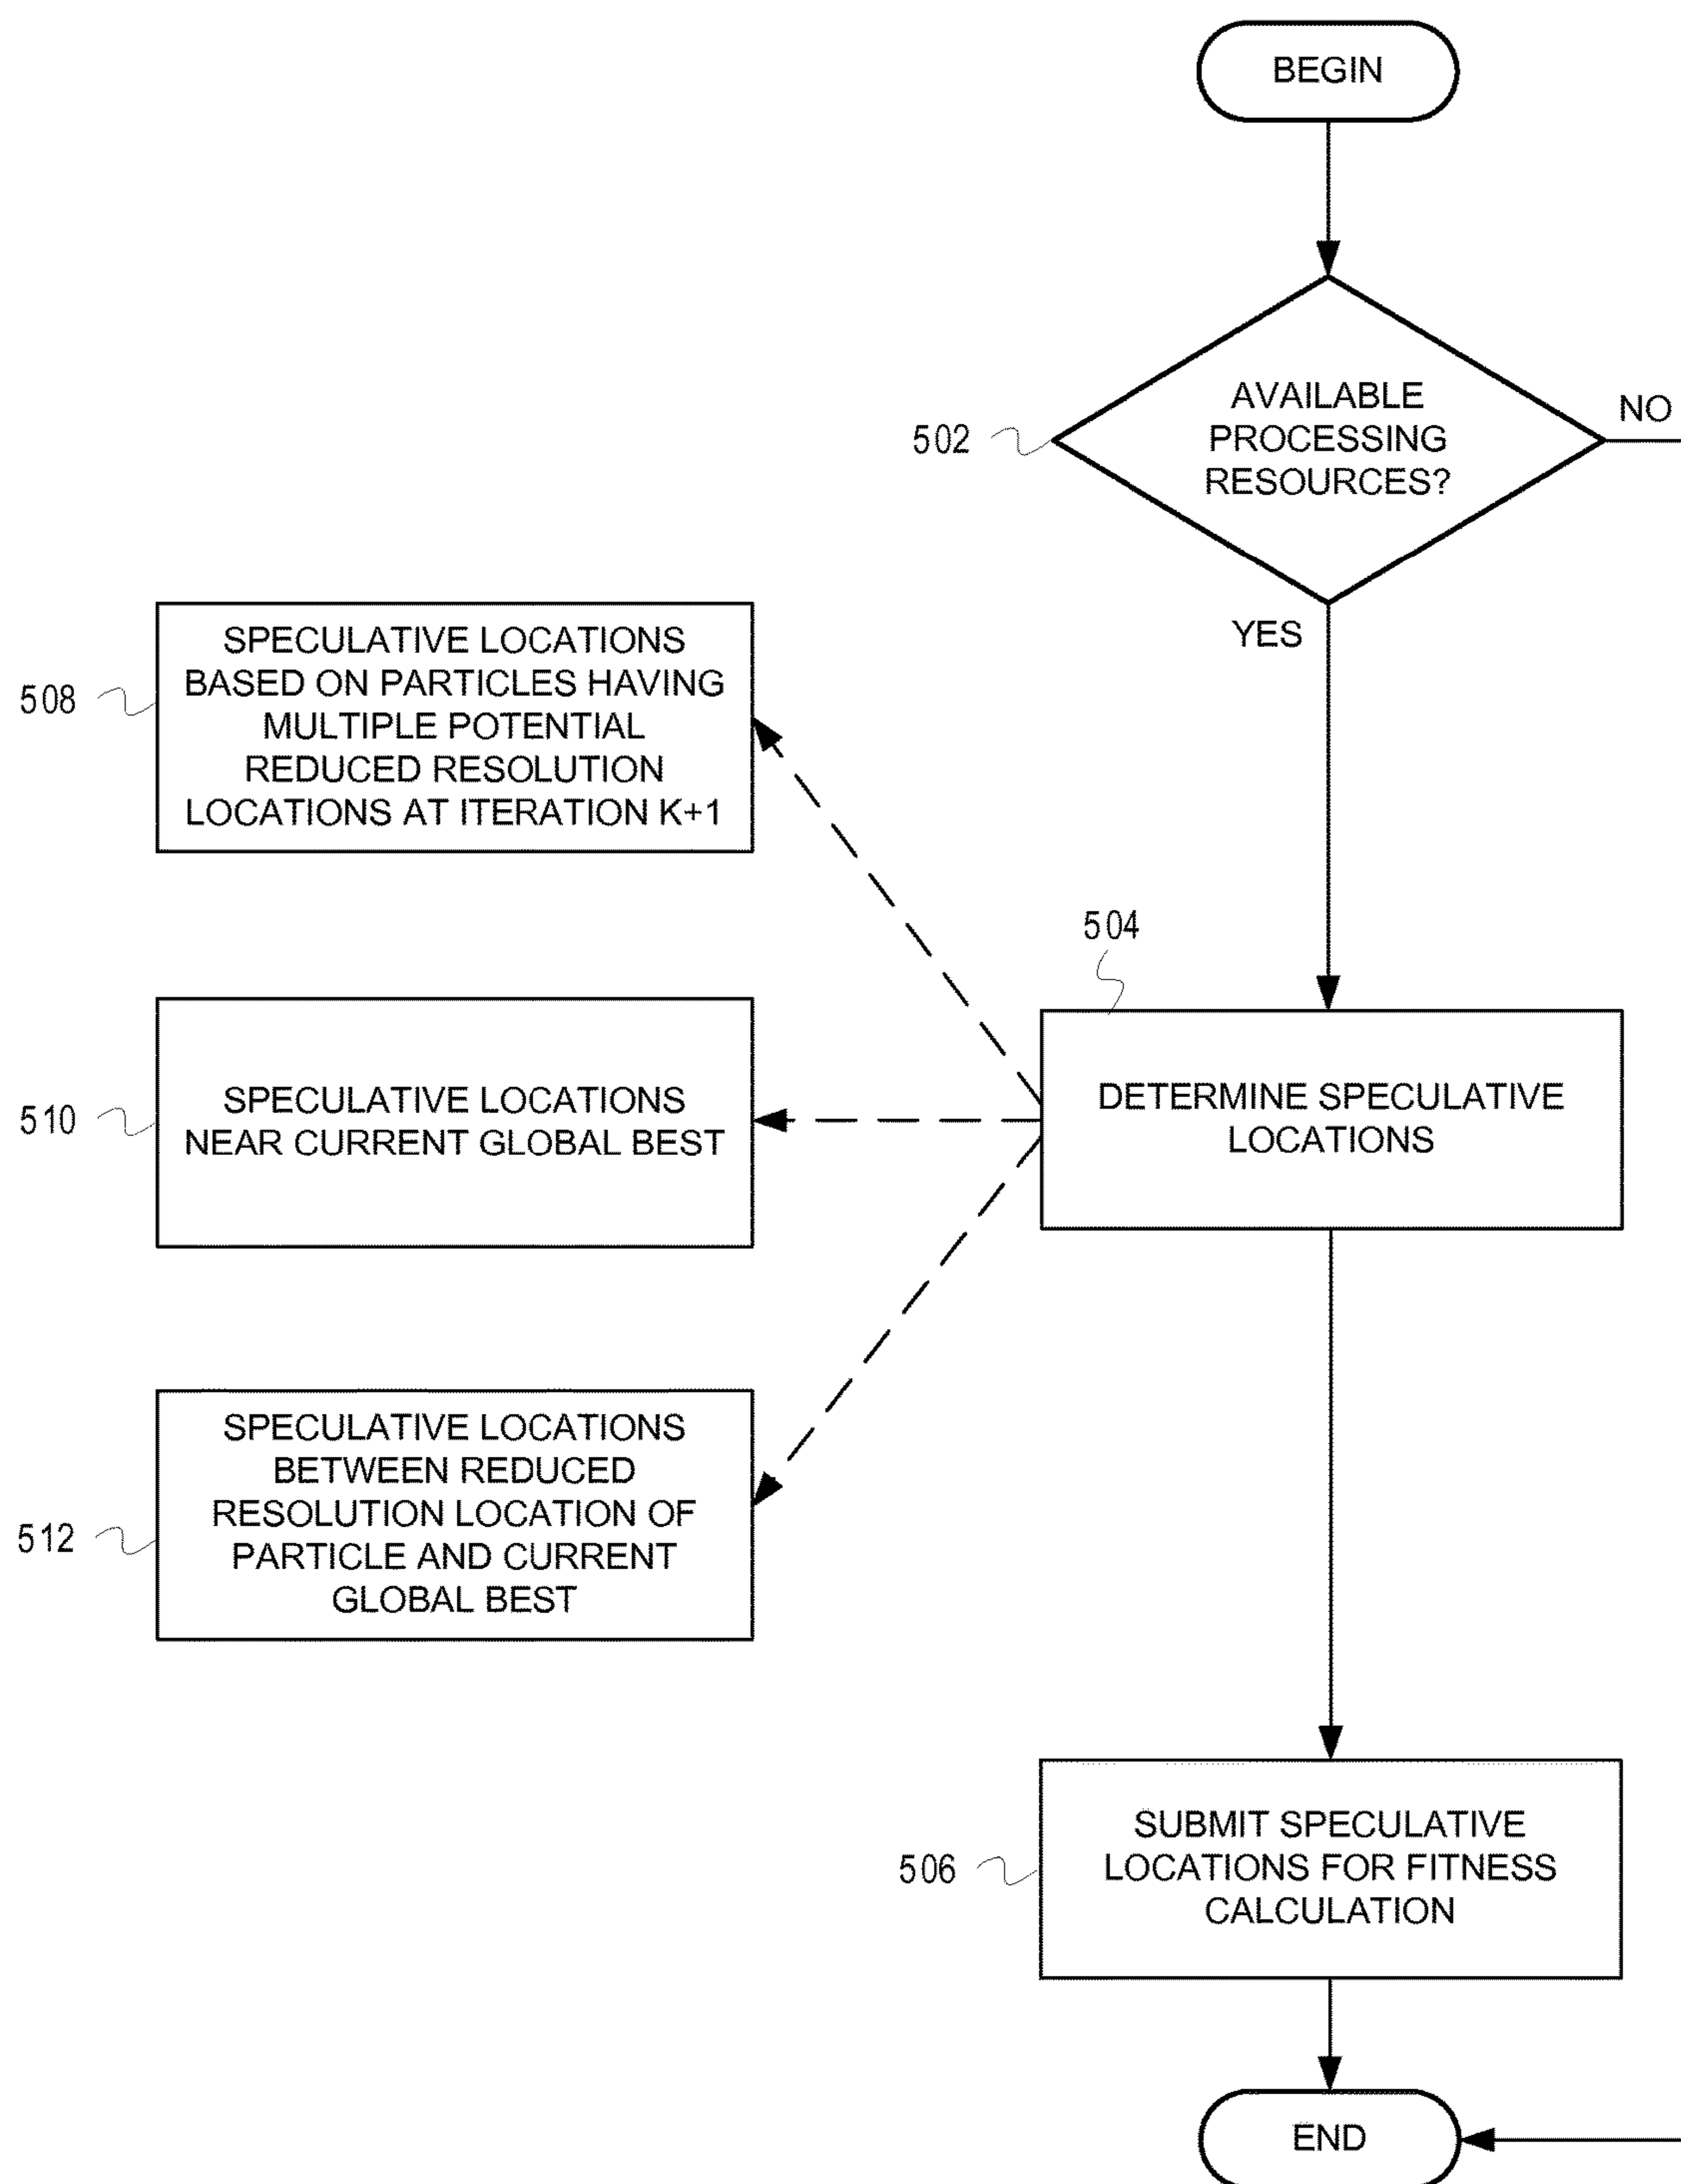 BEGIN
AVAILABLE
PROCESSING
RESOURCES?
502
NO
YES
SPECULATIVE LOCATIONS
BASED ON PARTICLES HAVING
MULTIPLE POTENTIAL
REDUCED RESOLUTION
LOCATIONS AT ITERATION K+1
508
504
DETERMINE SPECULATIVE
LOCATIONS
SPECULATIVE LOCATIONS
NEAR CURRENT GLOBAL BEST
510
SPECULATIVE LOCATIONS
BETWEEN REDUCED
RESOLUTION LOCATION OF
PARTICLE AND CURRENT
GLOBAL BEST
512
SUBMIT SPECULATIVE
LOCATIONS FOR FITNESS
CALCULATION
506
END